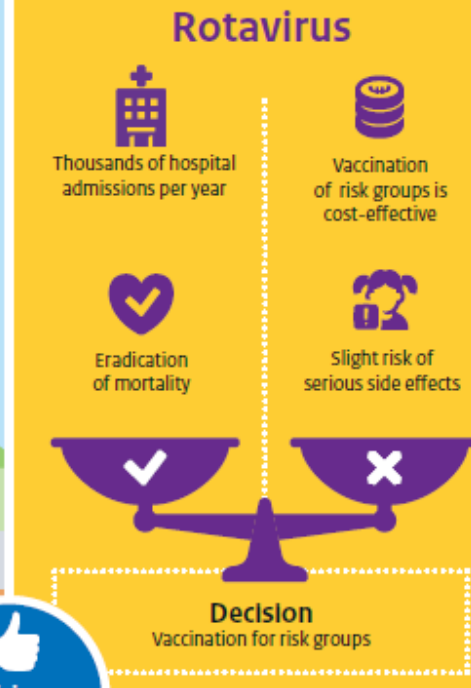 Rotavirus
Thousands of hospital
admissions per year
Vaccination
of risk groups is
cost-effective
Eradication
of mortality
Slight risk of
serious side effects
Decision
Vaccination for risk groups